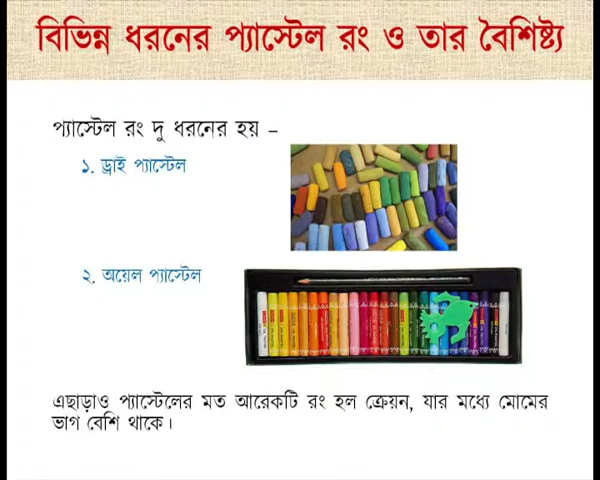 বিভিন্ন ধরনের প্যাস্টেল রং ও তার বৈশিষ্ট্য
প্যাস্টেল রং দু ধরনের হয় –
১. ড্রাই প্যাস্টেল
২. অয়েল প্যাস্টেল
এছাড়াও প্যাস্টেলের মত আরেকটি রং হল ক্রেয়ন, যার মধ্যে মোমের
ভাগ বেশি থাকে।